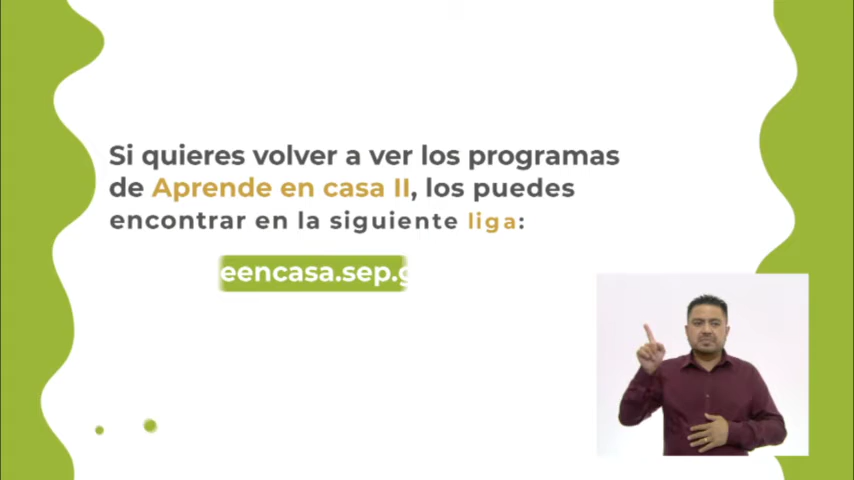 Si quieres volver a ver los programas
de Aprende en casa II, los puedes
encontrar en la siguiente liga:
eencasa.sep.g